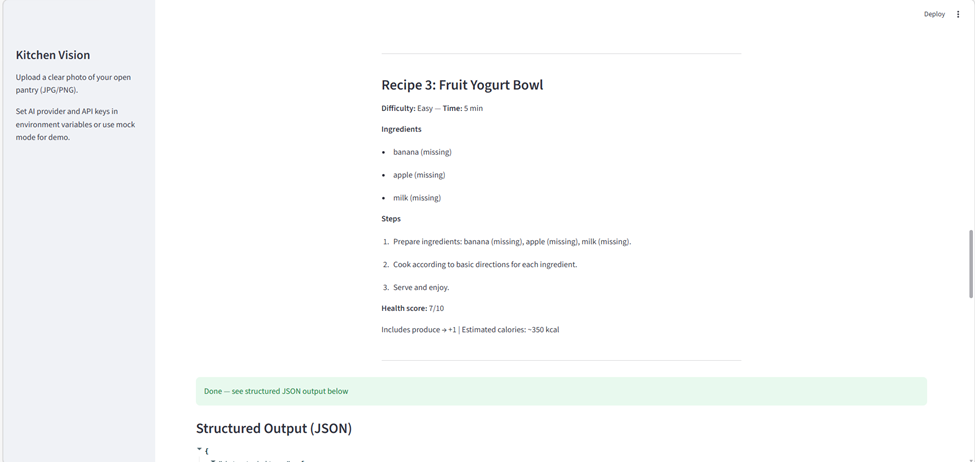 Deploy
Kitchen Vision
Upload a clear photo of your open
pantry (JPG/PNG).
Set AI provider and API keys in
environment variables or use mock
mode for demo.
Recipe 3: Fruit Yogurt Bowl
Difficulty: Easy — Time: 5 min
Ingredients
• banana (missing)
• apple (missing)
• milk (missing)
Steps
1. Prepare ingredients: banana (missing), apple (missing), milk (missing).
2. Cook according to basic directions for each ingredient.
3. Serve and enjoy.
Health score: 7/10
Includes produce → +1 | Estimated calories: ~350 kcal
Done — see structured JSON output below
Structured Output (JSON)
{